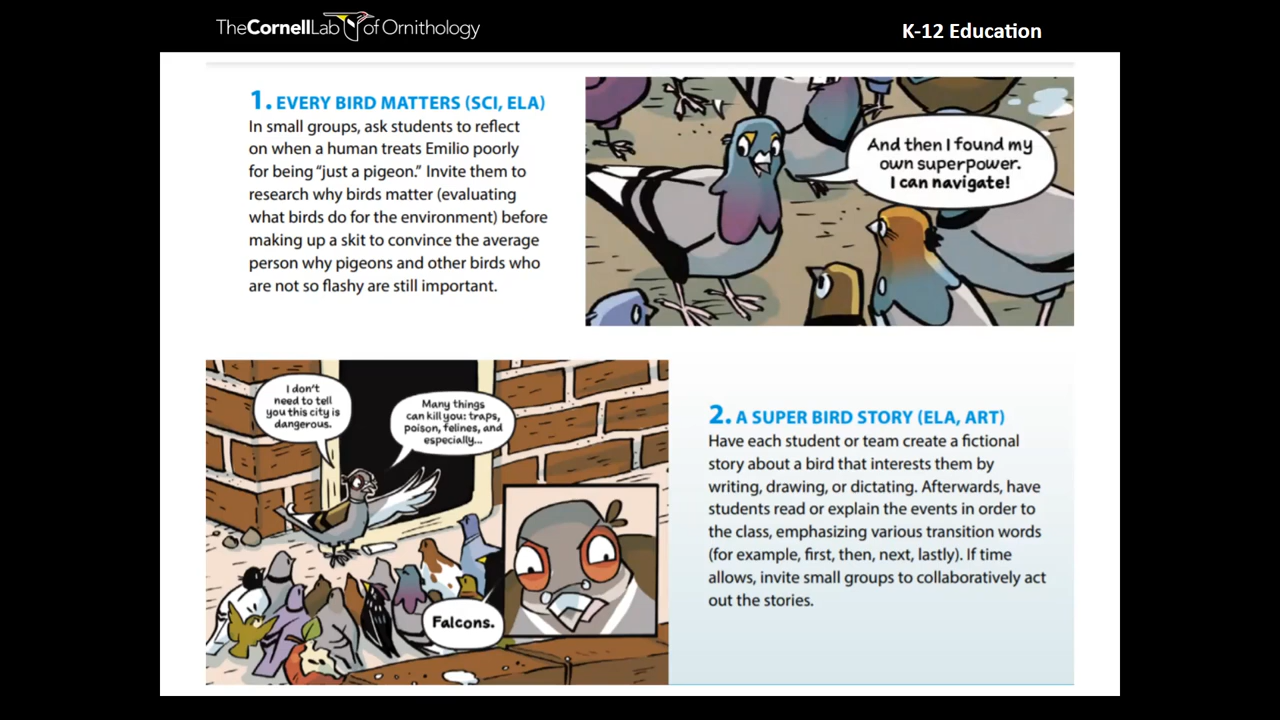 TheCornellLab of Ornithology
K-12 Education
1. EVERY BIRD MATTERS (SCI, ELA)
In small groups, ask students to reflect
on when a human treats Emilio poorly
for being “just a pigeon.” Invite them to
research why birds matter (evaluating
what birds do for the environment) before
making up a skit to convince the average
person why pigeons and other birds who
are not so flashy are still important.
And then I found my
own superpower.
I can navigate!
I don't
need to tell
you this city is
dangerous.
Many things
can kill you: traps,
poison, felines, and
especially...
Falcons.
2. A SUPER BIRD STORY (ELA, ART)
Have each student or team create a fictional
story about a bird that interests them by
writing, drawing, or dictating. Afterwards, have
students read or explain the events in order to
the class, emphasizing various transition words
(for example, first, then, next, lastly). If time
allows, invite small groups to collaboratively act
out the stories.